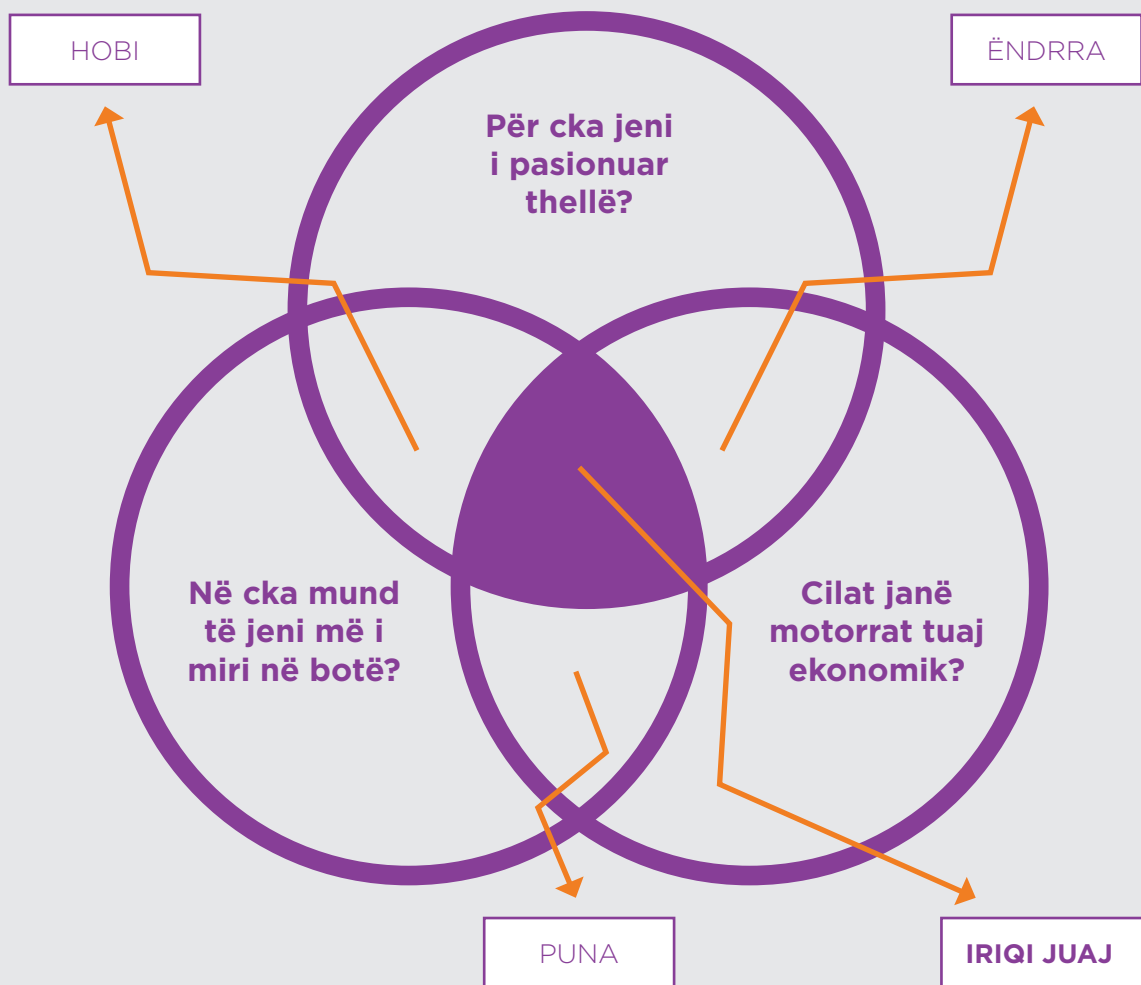 HOBI
ËNDRRA
Për cka jeni
i pasionuar
thellë?
Në cka mund
të jeni më i
miri në botë?
Cilat janë
motorrat tuaj
ekonomik?
PUNA
IRIQI JUAJ